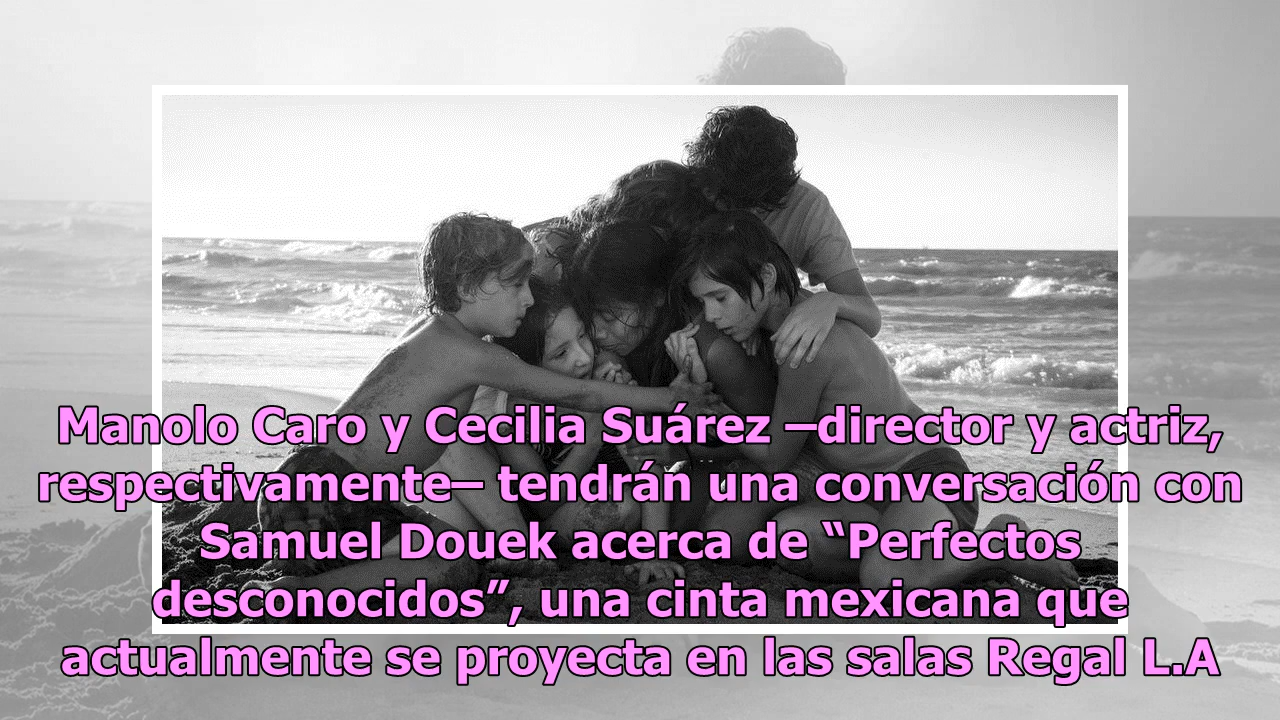 Manolo Caro y Cecilia Suárez –director y actriz,
respectivamente– tendrán una conversación con
Samuel Douek acerca de “Perfectos
desconocidos”, una cinta mexicana que
actualmente se proyecta en las salas Regal L.A